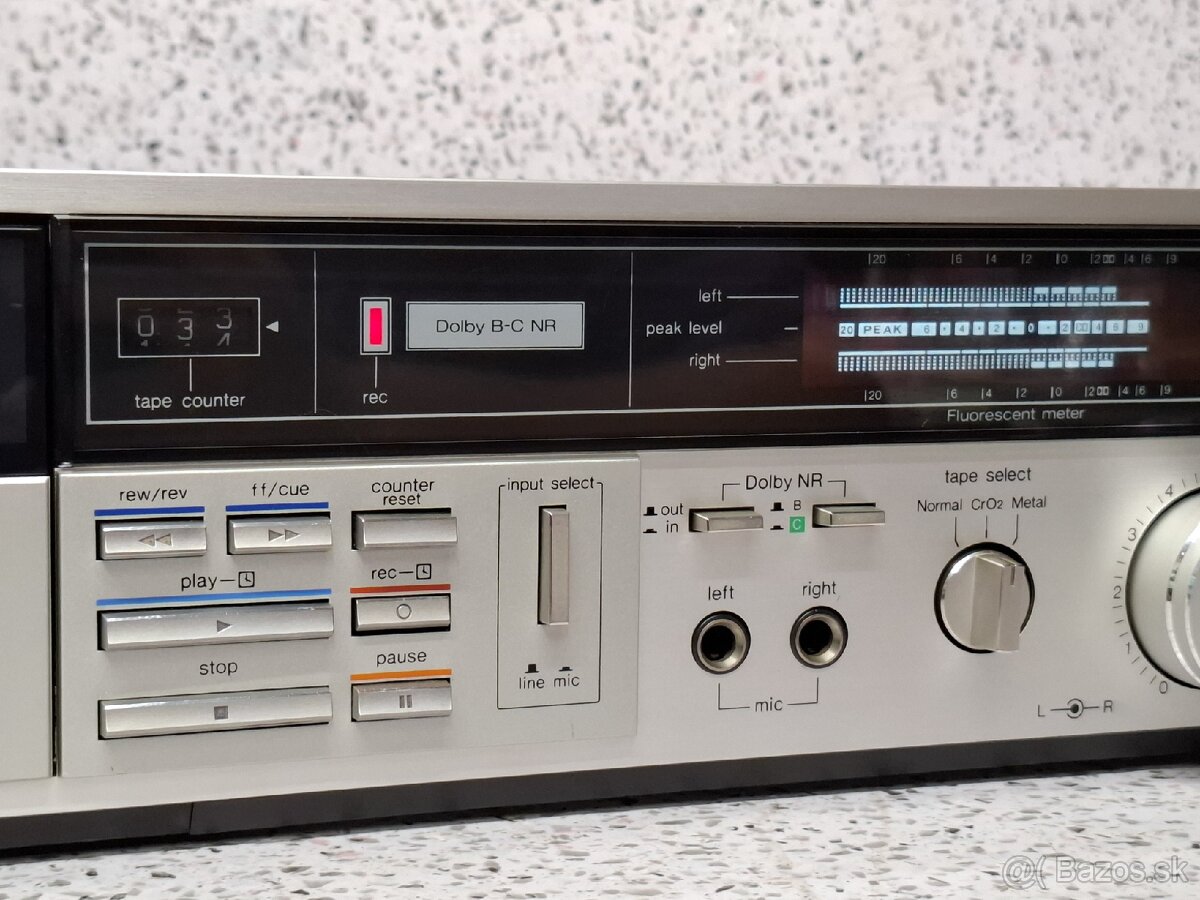 20 6 4 2 0 2 4 6 9
left
033
Dolby B-C NR
peak level
20 PEAK 6 4 2 0 2 4 6 9
right
tape counter
rec
20 6 4 2 0 2 4 6 9
Fluorescent meter
rew/rev ff/cue counter reset
input select
Dolby NR
tape select
out
in
B
C
Normal CrO2 Metal
play
rec
left right
stop
pause
line mic
mic
4
3
2
1
0
L R
@( Bazos.sk